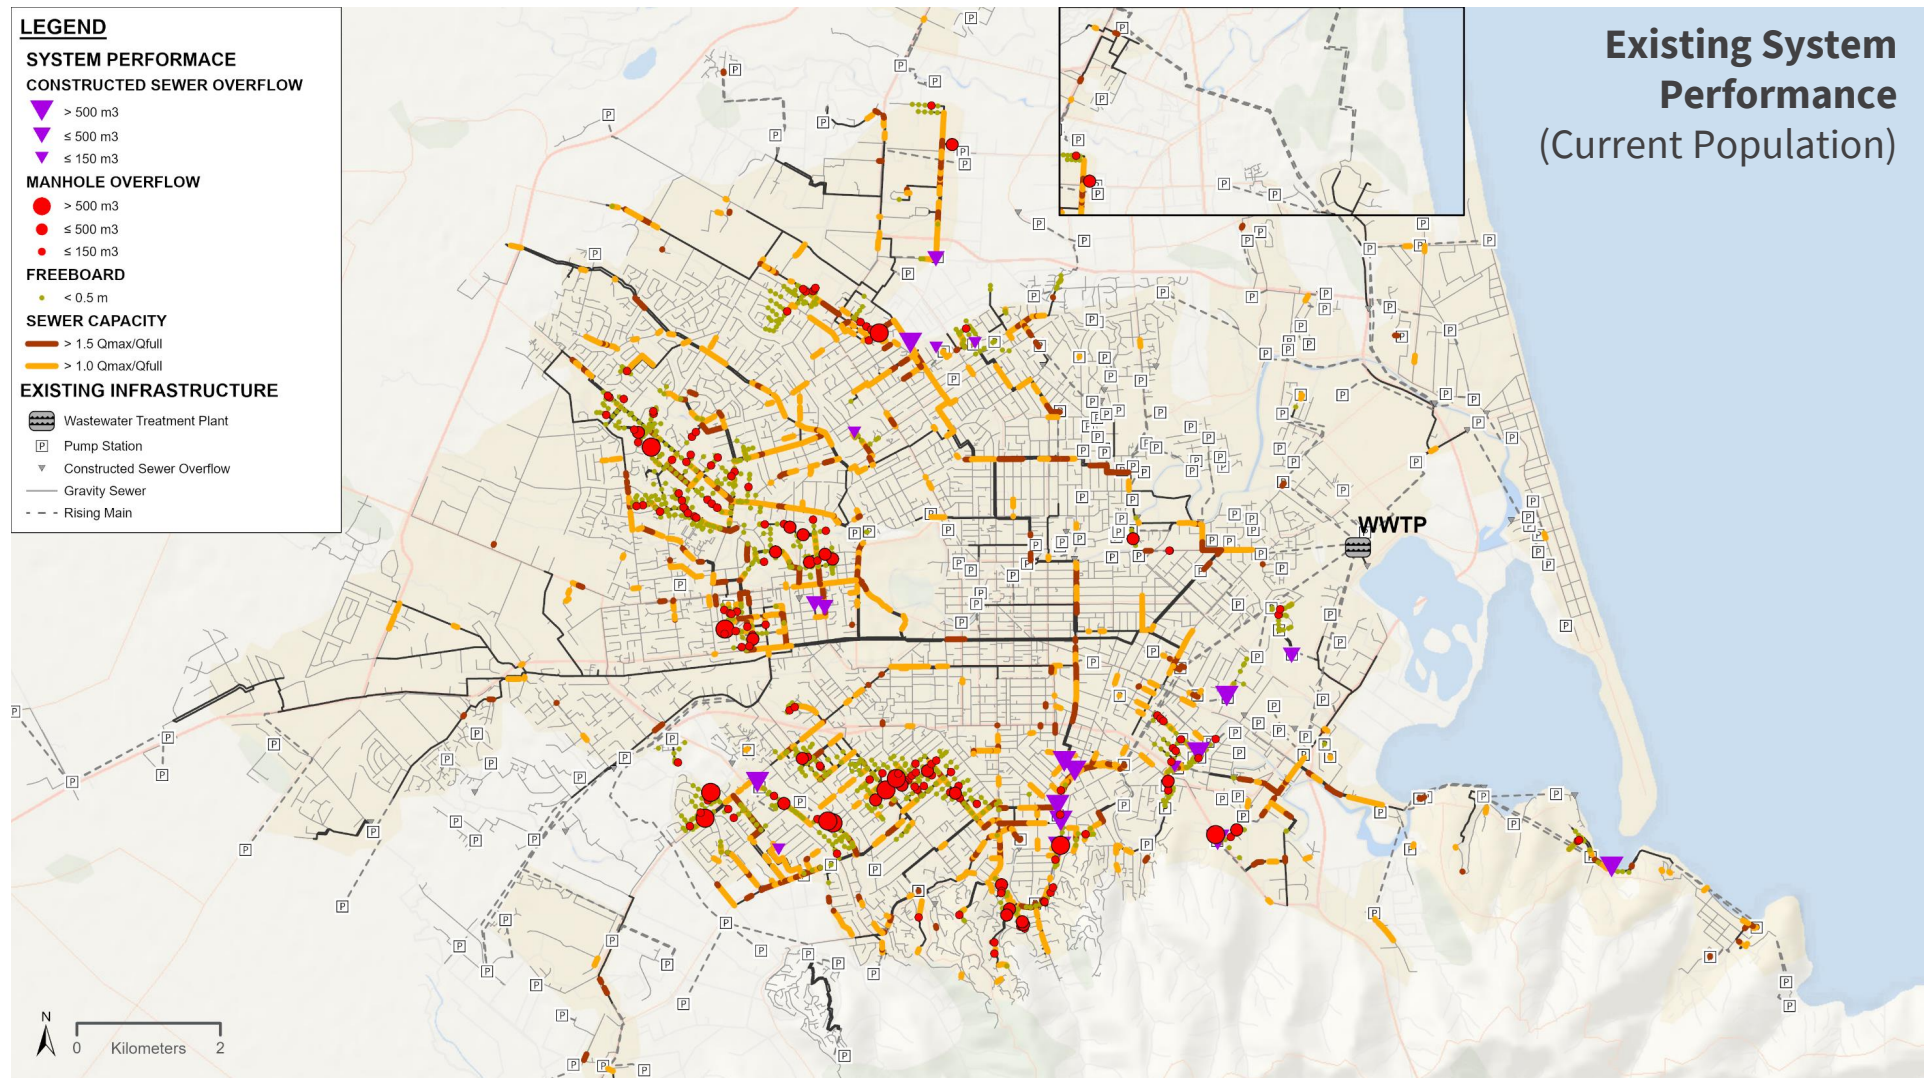 LEGEND
SYSTEM PERFORMACE
CONSTRUCTED SEWER OVERFLOW
> 500 m3
≤ 500 m3
≤ 150 m3
MANHOLE OVERFLOW
> 500 m3
≤ 500 m3
≤ 150 m3
FREEBOARD
< 0.5 m
SEWER CAPACITY
> 1.5 Qmax/Qfull
> 1.0 Qmax/Qfull
EXISTING INFRASTRUCTURE
Wastewater Treatment Plant
P Pump Station
Constructed Sewer Overflow
Gravity Sewer
Rising Main
Existing System
Performance
(Current Population)
WWTP
N
0 Kilometers 2